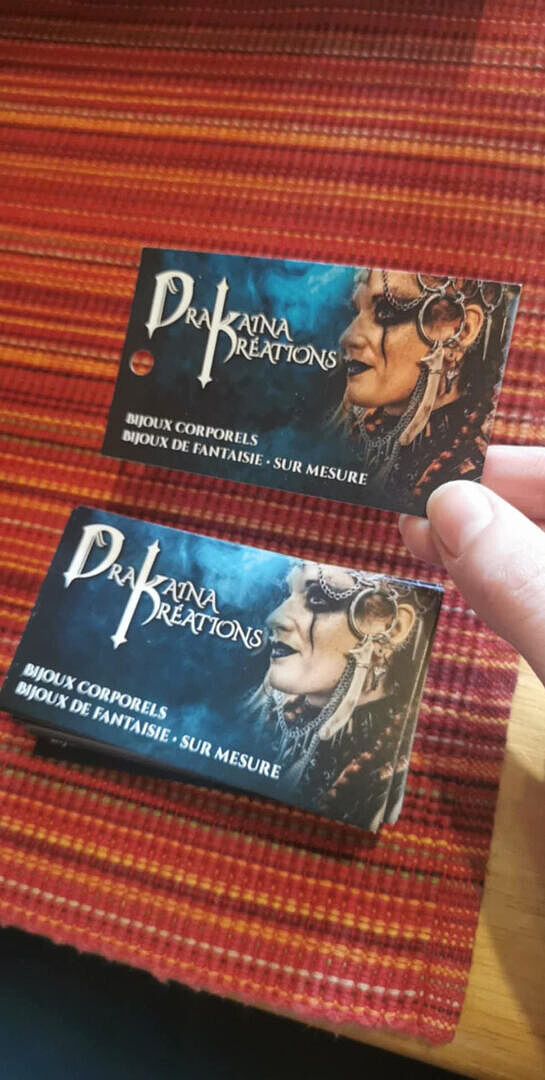 DRAKAINA
KRÉATIONS
BIJOUX CORPORELS
BIJOUX DE FANTAISIE • SUR MESURE
DRAKAINA
KRÉATIONS
BIJOUX CORPORELS
BIJOUX DE FANTAISIE • SUR MESURE